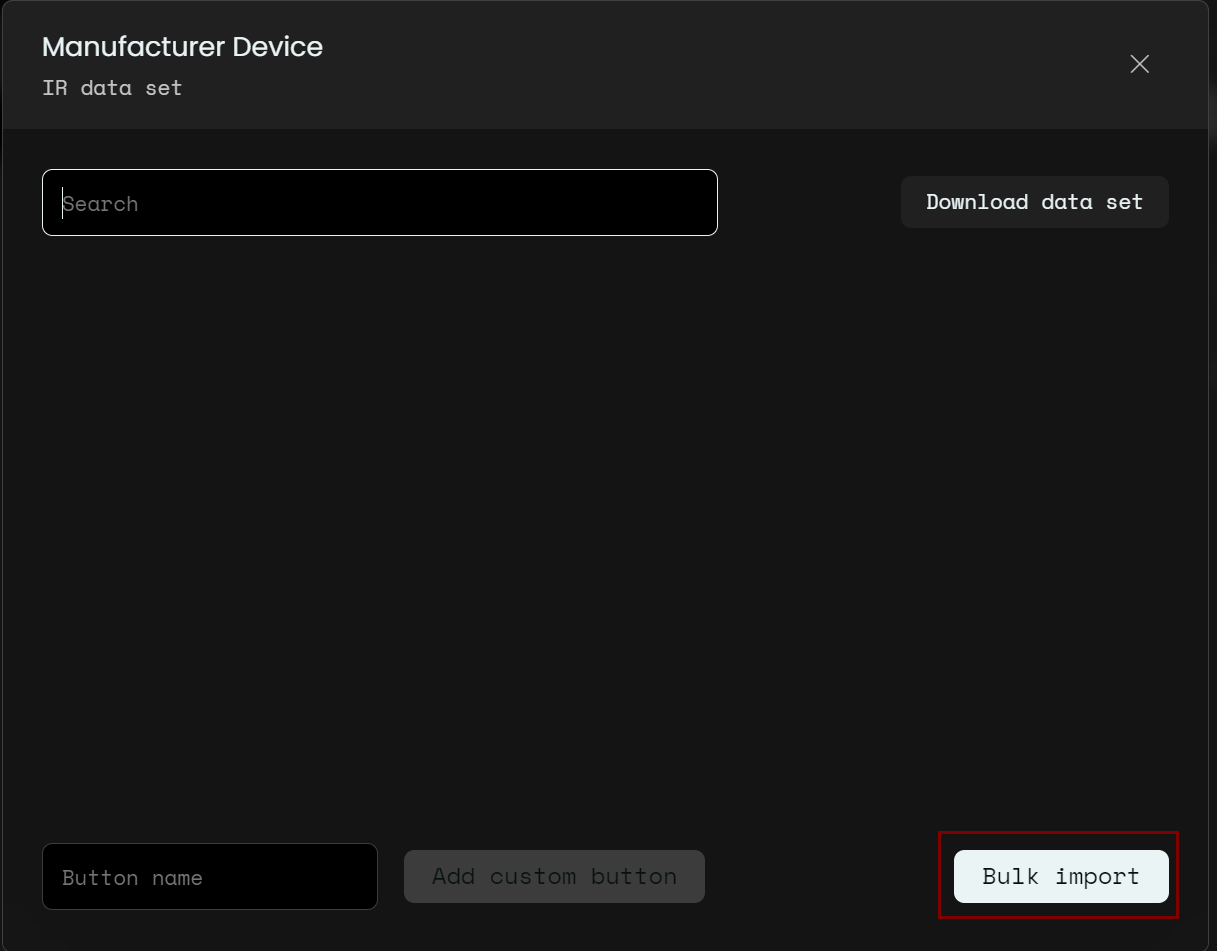 Manufacturer Device
IR data set
Search
Download data set
Button name
Add custom button
Bulk import